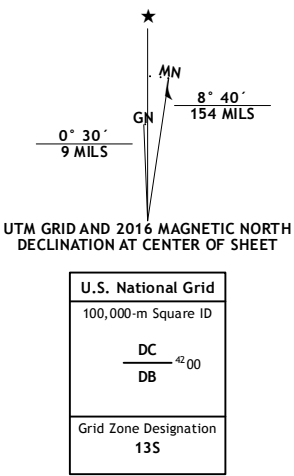 ★
MN
8° 40´
154 MILS
GN
0° 30´
9 MILS
UTM GRID AND 2016 MAGNETIC NORTH
DECLINATION AT CENTER OF SHEET
U.S. National Grid
100,000-m Square ID
DC
4200
DB
Grid Zone Designation
13S